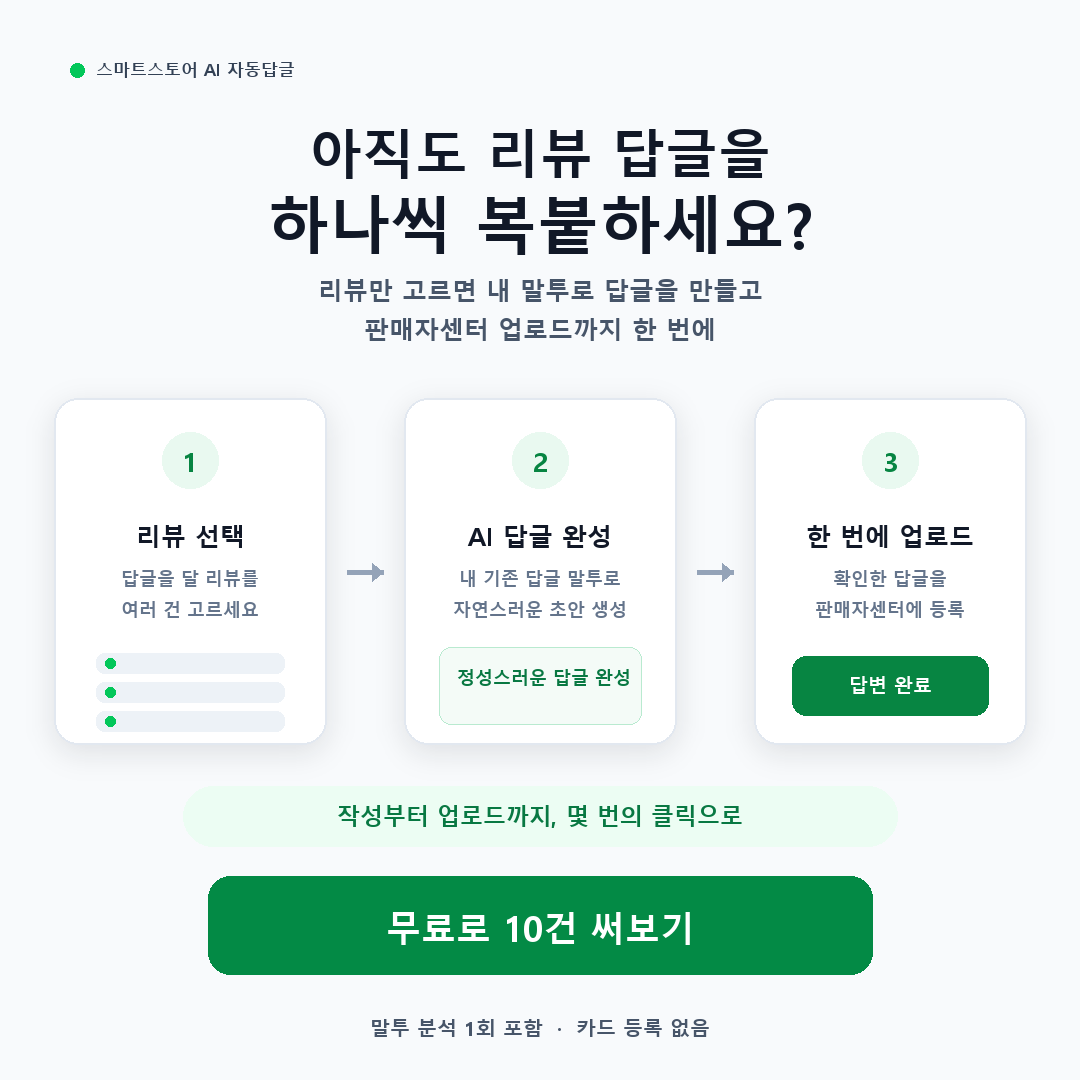 스마트스토어 AI 자동답글
아직도 리뷰 답글을
하나씩 복붙하세요?
리뷰만 고르면 내 말투로 답글을 만들고
판매자센터 업로드까지 한 번에
1
리뷰 선택
답글을 달 리뷰를
여러 건 고르세요
2
AI 답글 완성
내 기존 답글 말투로
자연스러운 초안 생성
정성스러운 답글 완성
3
한 번에 업로드
확인한 답글을
판매자센터에 등록
답변 완료
작성부터 업로드까지, 몇 번의 클릭으로
무료로 10건 써보기
말투 분석 1회 포함 · 카드 등록 없음